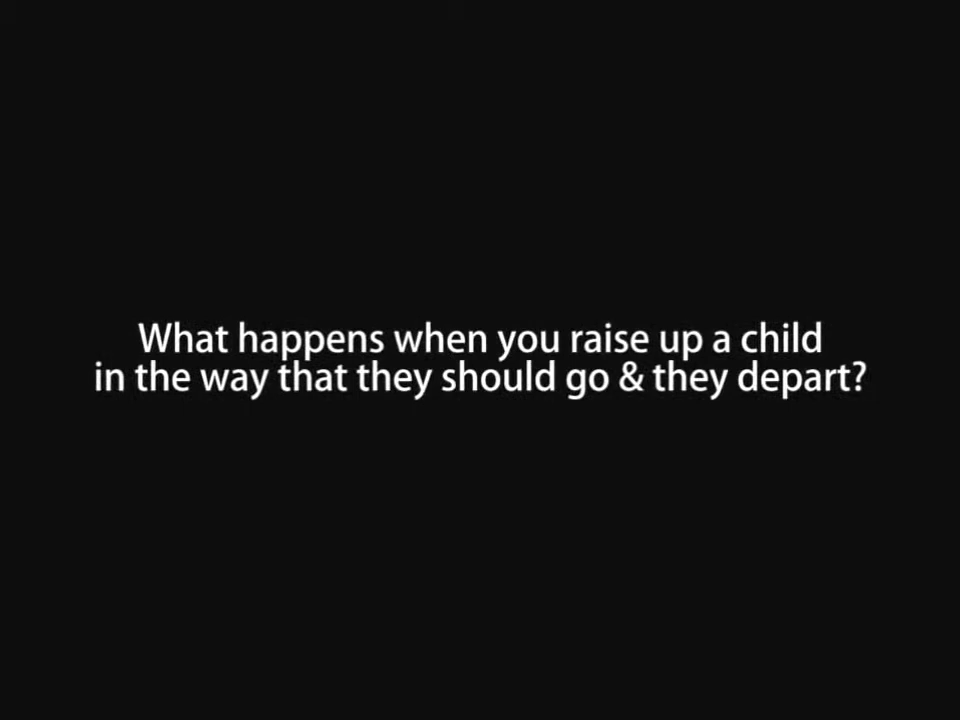 What happens when you raise up a child
in the way that they should go & they depart?